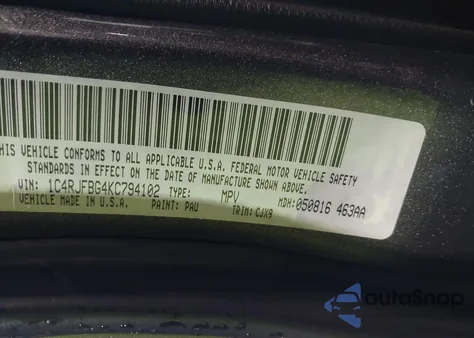 1C4RJFBG4KC794102
THIS VEHICLE CONFORMS TO ALL APPLICABLE U.S.A. FEDERAL MOTOR VEHICLE SAFETY
STANDARDS IN EFFECT ON THE DATE OF MANUFACTURE SHOWN ABOVE.
VIN: 1C4RJFBG4KC794102 TYPE: MPV MDH: 050816 463AA
VEHICLE MADE IN U.S.A. PAINT: PAU TRIM: CJX9
autoSnap